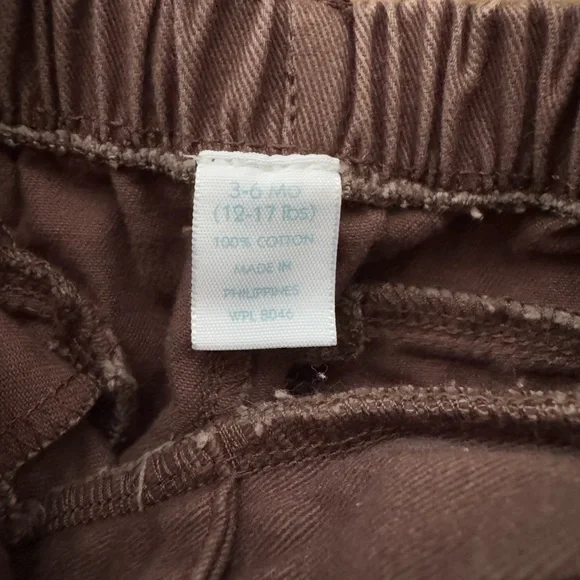 3-6 Mo
(12-17 lbs)
100% COTTON
MADE IN
PHILIPPINES
WPL 8046